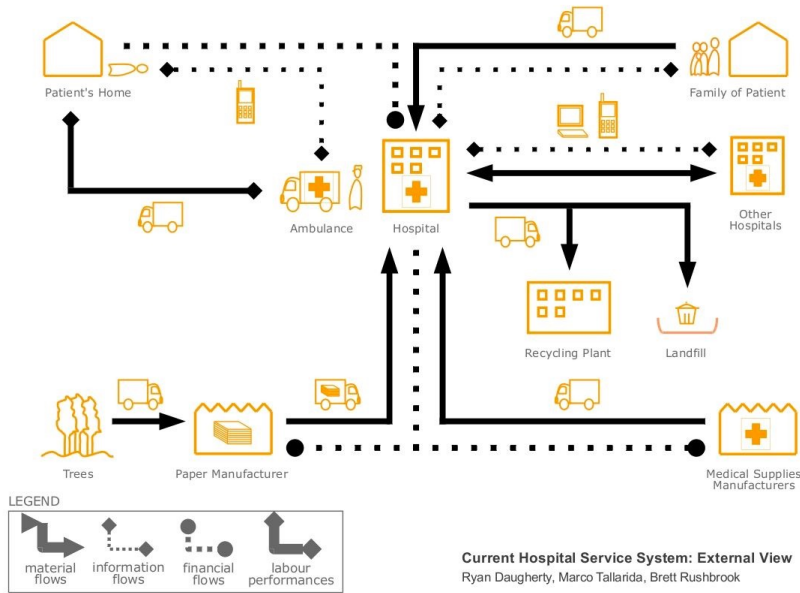 Patient's Home
Family of Patient
Ambulance
Hospital
Other
Hospitals
Recycling Plant
Landfill
Trees
Paper Manufacturer
Medical Supplies
Manufacturers
LEGEND
material
flows
information
flows
financial
flows
labour
performances
Current Hospital Service System: External View
Ryan Daugherty, Marco Tallarida, Brett Rushbrook